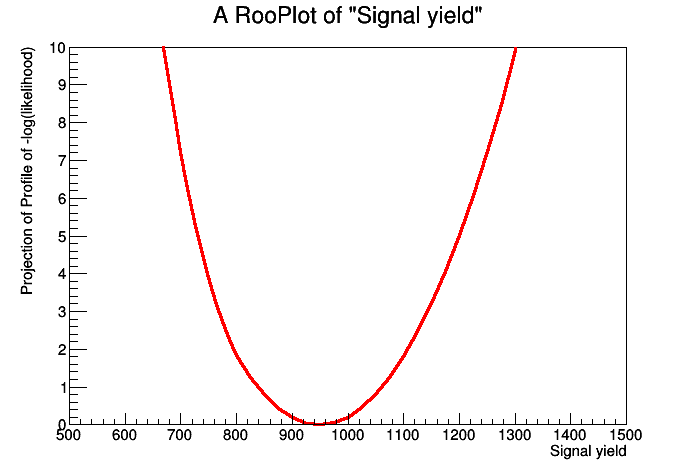 A RooPlot of "Signal yield"
Projection of Profile of -log(likelihood)
10
9
8
7
6
5
4
3
2
1
0
500 600 700 800 900 1000 1100 1200 1300 1400 1500
Signal yield